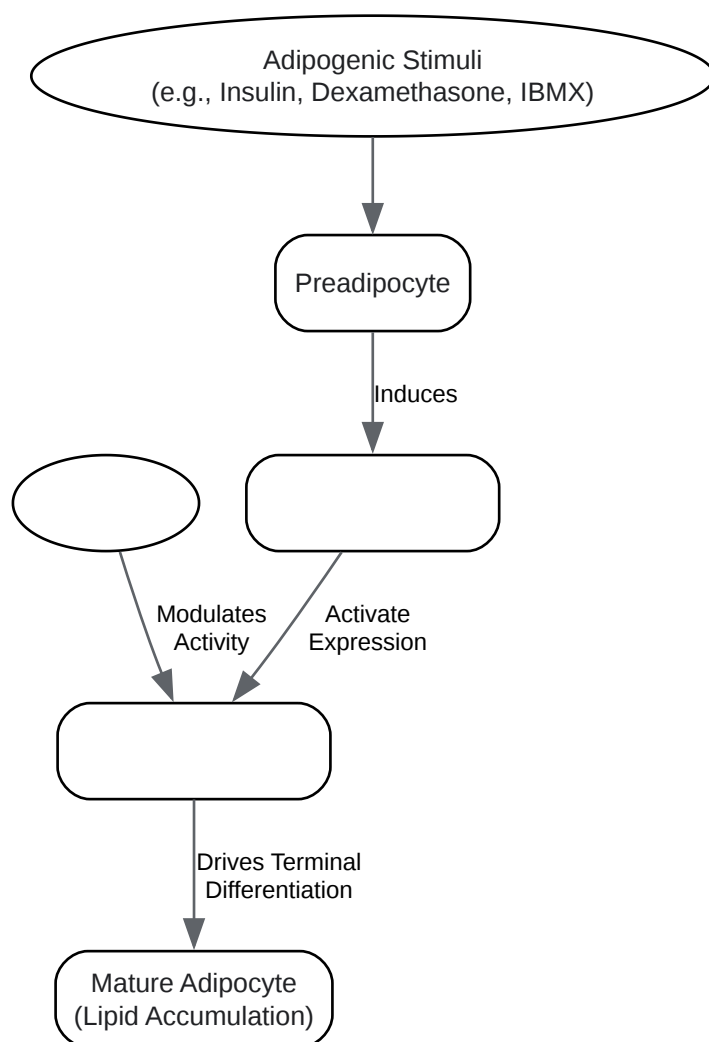 Adipogenic Stimuli
(e.g., Insulin, Dexamethasone, IBMX)
Preadipocyte
Induces
Modulates
Activity
Activate
Expression
Drives Terminal
Differentiation
Mature Adipocyte
(Lipid Accumulation)